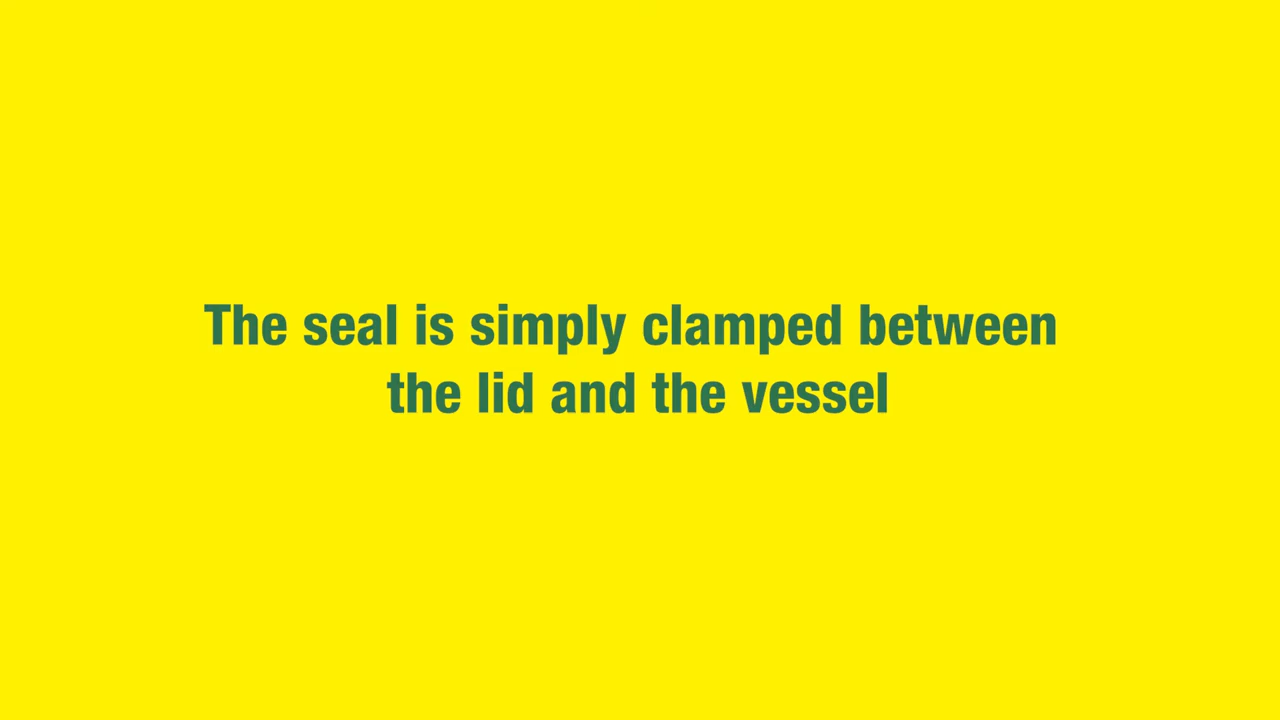 The seal is simply clamped between
the lid and the vessel